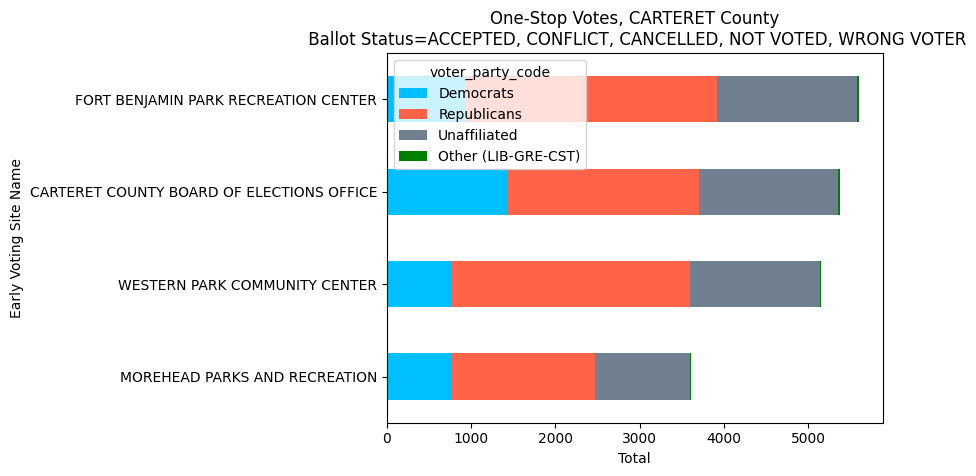 One-Stop Votes, CARTERET County
Ballot Status=ACCEPTED, CONFLICT, CANCELLED, NOT VOTED, WRONG VOTER
voter_party_code
Democrats
Republicans
Unaffiliated
Other (LIB-GRE-CST)
Early Voting Site Name
FORT BENJAMIN PARK RECREATION CENTER
CARTERET COUNTY BOARD OF ELECTIONS OFFICE
WESTERN PARK COMMUNITY CENTER
MOREHEAD PARKS AND RECREATION
0 1000 2000 3000 4000 5000
Total